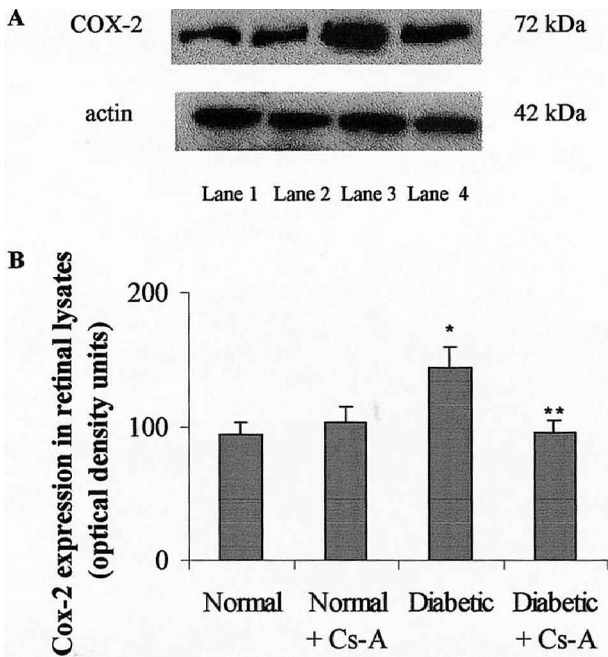 A
COX-2
72 kDa
actin
42 kDa
Lane 1 Lane 2 Lane 3 Lane 4
B
Cox-2 expression in retinal lysates
(optical density units)
200
100
0
*
**
Normal
Normal
+ Cs-A
Diabetic
Diabetic
+ Cs-A